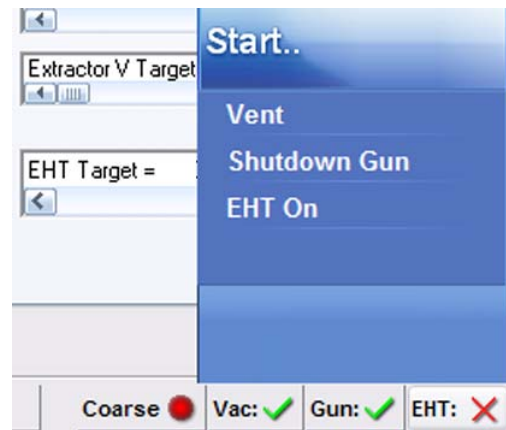 Start..
Extractor V Target
Vent
Shutdown Gun
EHT Target =
EHT On
Coarse Vac: Gun: EHT: